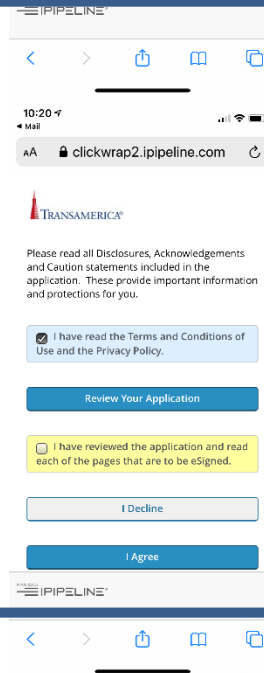 IPIPELINE®
10:20
Mail
AA clickwrap2.ipipeline.com
TRANSAMERICA®
Please read all Disclosures, Acknowledgements
and Caution statements included in the
application. These provide important information
and protections for you.
I have read the Terms and Conditions of
Use and the Privacy Policy.
Review Your Application
I have reviewed the application and read
each of the pages that are to be eSigned.
I Decline
I Agree
IPIPELINE®